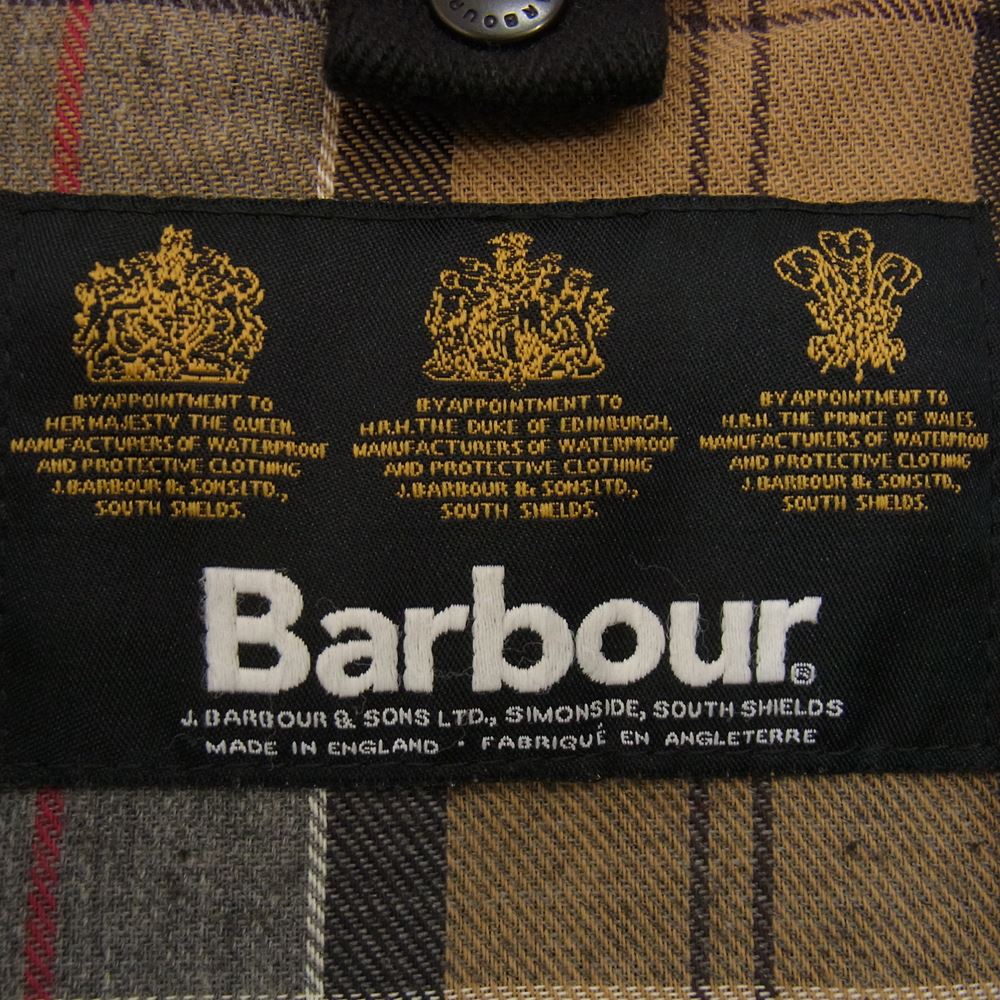 RBOUR
BY APPOINTMENT TO
HER MAJESTY THE QUEEN.
MANUFACTURERS OF WATERPROOF
AND PROTECTIVE CLOTHING
J. BARBOUR & SONS LTD.,
SOUTH SHIELDS.
BY APPOINTMENT TO
H.R.H. THE DUKE OF EDINBURGH.
MANUFACTURERS OF WATERPROOF
AND PROTECTIVE CLOTHING
J. BARBOUR & SONS LTD.,
SOUTH SHIELDS.
BY APPOINTMENT TO
H.R.H. THE PRINCE OF WALES.
MANUFACTURERS OF WATERPROOF
AND PROTECTIVE CLOTHING
J. BARBOUR & SONS LTD.,
SOUTH SHIELDS.
Barbour®
J. BARBOUR & SONS LTD., SIMONSIDE, SOUTH SHIELDS
MADE IN ENGLAND · FABRIQUÉ EN ANGLETERRE